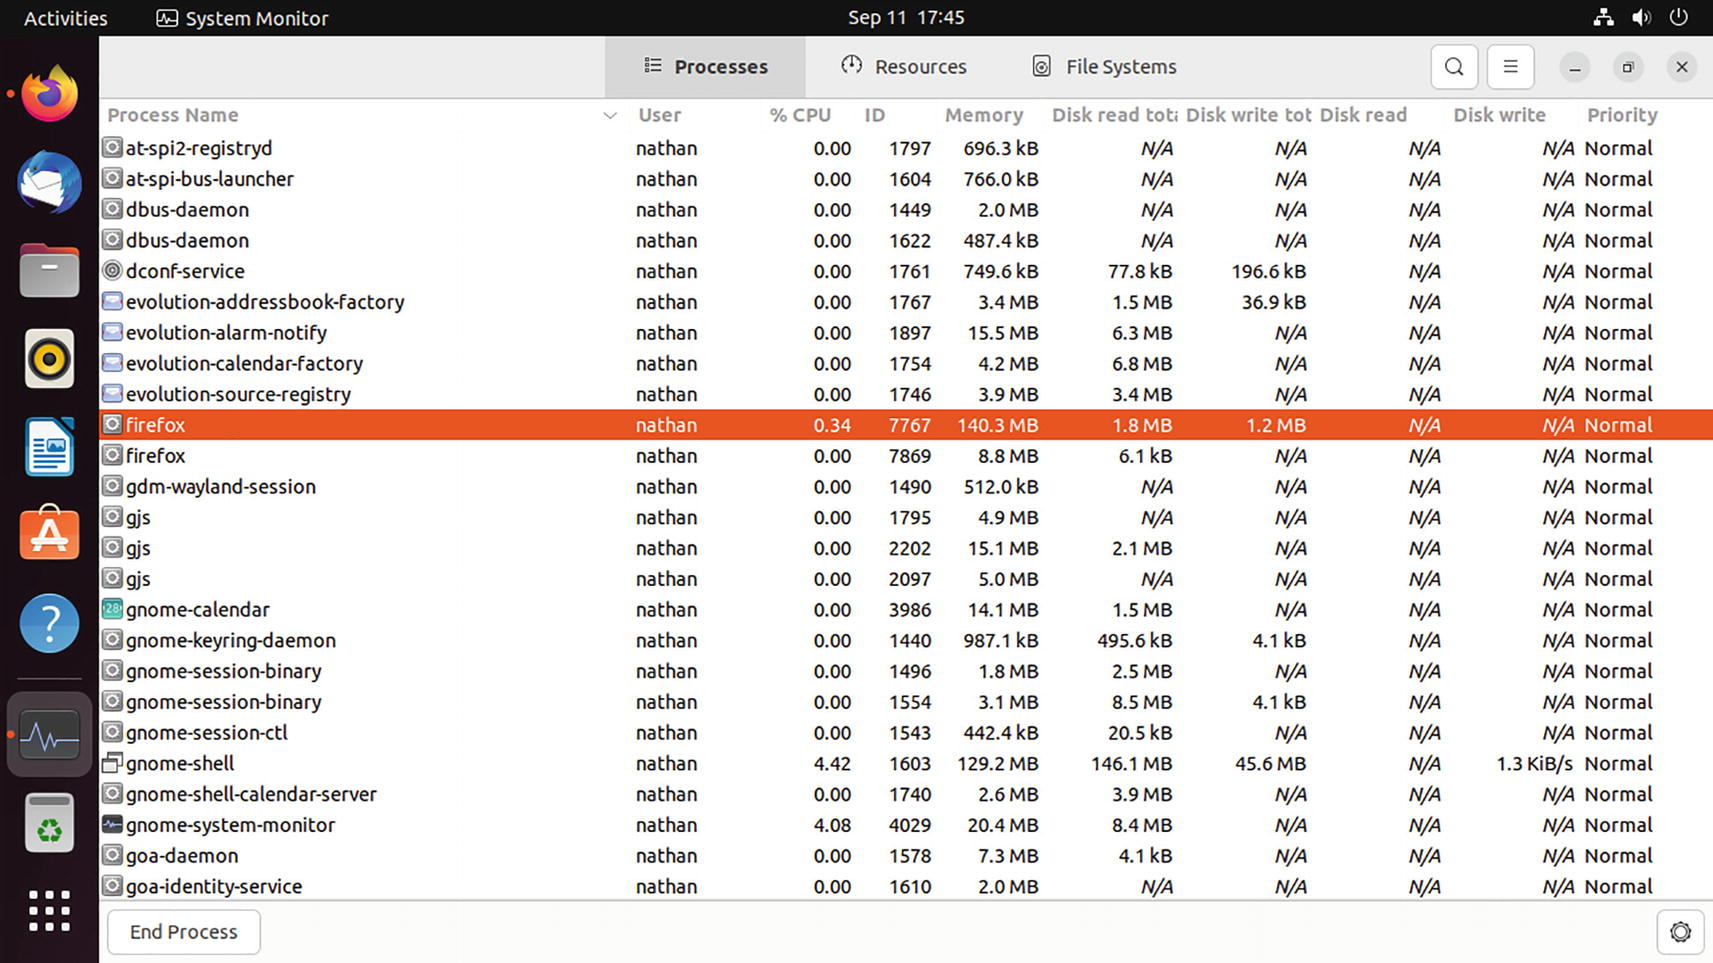 Activities System Monitor Sep 11 17:45
Processes Resources File Systems
Process Name User % CPU ID Memory Disk read tota Disk write tot Disk read Disk write Priority
at-spi2-registryd nathan 0.00 1797 696.3 kB N/A N/A N/A N/A Normal
at-spi-bus-launcher nathan 0.00 1604 766.0 kB N/A N/A N/A N/A Normal
dbus-daemon nathan 0.00 1449 2.0 MB N/A N/A N/A N/A Normal
dbus-daemon nathan 0.00 1622 487.4 kB N/A N/A N/A N/A Normal
dconf-service nathan 0.00 1761 749.6 kB 77.8 kB 196.6 kB N/A N/A Normal
evolution-addressbook-factory nathan 0.00 1767 3.4 MB 1.5 MB 36.9 kB N/A N/A Normal
evolution-alarm-notify nathan 0.00 1897 15.5 MB 6.3 MB N/A N/A N/A Normal
evolution-calendar-factory nathan 0.00 1754 4.2 MB 6.8 MB N/A N/A N/A Normal
evolution-source-registry nathan 0.00 1746 3.9 MB 3.4 MB N/A N/A N/A Normal
firefox nathan 0.34 7767 140.3 MB 1.8 MB 1.2 MB N/A N/A Normal
firefox nathan 0.00 7869 8.8 MB 6.1 kB N/A N/A N/A Normal
gdm-wayland-session nathan 0.00 1490 512.0 kB N/A N/A N/A N/A Normal
gjs nathan 0.00 1795 4.9 MB N/A N/A N/A N/A Normal
gjs nathan 0.00 2202 15.1 MB 2.1 MB N/A N/A N/A Normal
gjs nathan 0.00 2097 5.0 MB N/A N/A N/A N/A Normal
28 gnome-calendar nathan 0.00 3986 14.1 MB 1.5 MB N/A N/A N/A Normal
gnome-keyring-daemon nathan 0.00 1440 987.1 kB 495.6 kB 4.1 kB N/A N/A Normal
gnome-session-binary nathan 0.00 1496 1.8 MB 2.5 MB N/A N/A N/A Normal
gnome-session-binary nathan 0.00 1554 3.1 MB 8.5 MB 4.1 kB N/A N/A Normal
gnome-session-ctl nathan 0.00 1543 442.4 kB 20.5 kB N/A N/A N/A Normal
gnome-shell nathan 4.42 1603 129.2 MB 146.1 MB 45.6 MB N/A 1.3 KiB/s Normal
gnome-shell-calendar-server nathan 0.00 1740 2.6 MB 3.9 MB N/A N/A N/A Normal
gnome-system-monitor nathan 4.08 4029 20.4 MB 8.4 MB N/A N/A N/A Normal
goa-daemon nathan 0.00 1578 7.3 MB 4.1 kB N/A N/A N/A Normal
goa-identity-service nathan 0.00 1610 2.0 MB N/A N/A N/A N/A Normal
End Process